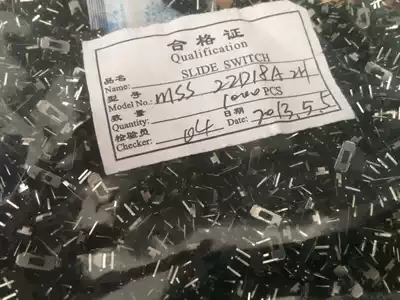 合格证
Qualification
品名
Name: SLIDE SWITCH
型号
Model No.: MSS 22D18A 2H
数量
Quantity: 1000 PCS
检验员 日期
Checker: 04 Date: 2013.5.5